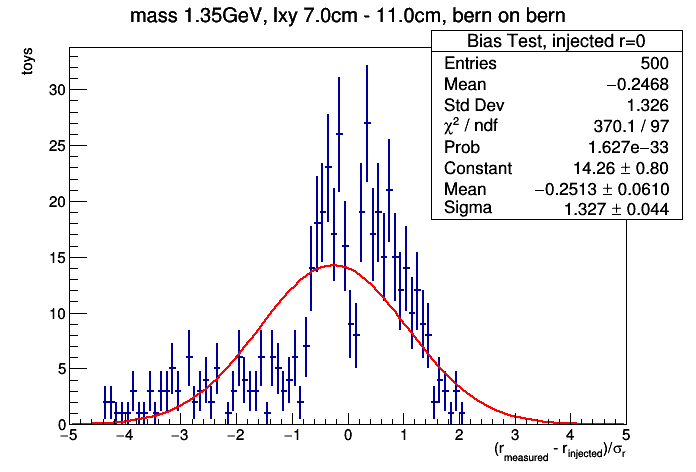 mass 1.35GeV, lxy 7.0cm - 11.0cm, bern on bern
toys
Bias Test, injected r=0
Entries 500
Mean −0.2468
Std Dev 1.326
χ² / ndf 370.1 / 97
Prob 1.627e−33
Constant 14.26 ± 0.80
Mean −0.2513 ± 0.0610
Sigma 1.327 ± 0.044
30
25
20
15
10
5
0
−5 −4 −3 −2 −1 0 1 2 3 4 5
(r_measured - r_injected)/σ_r